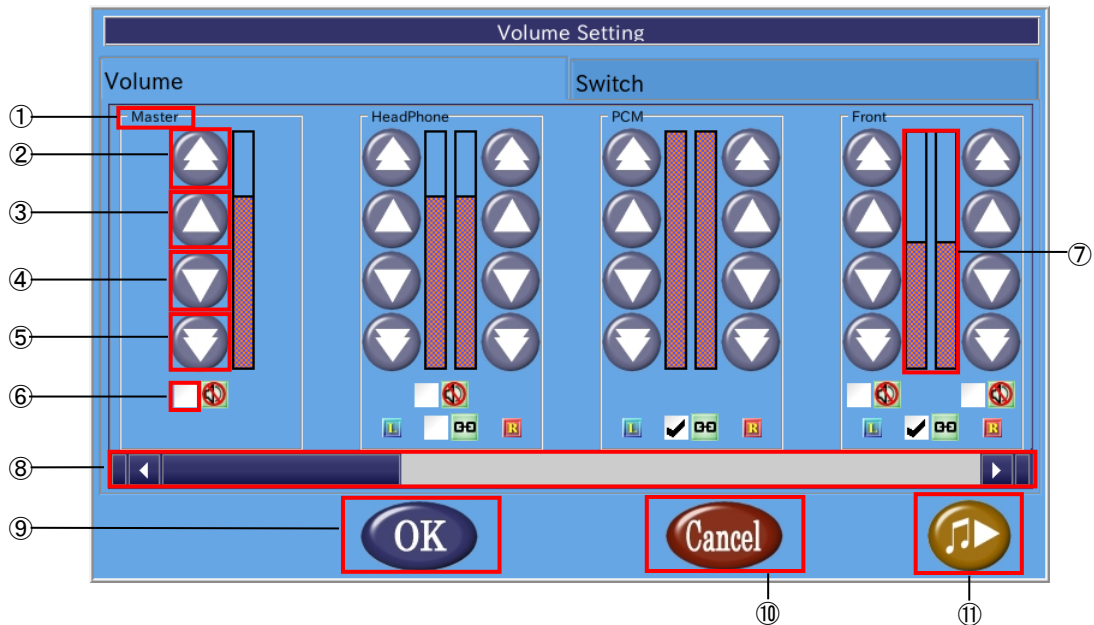 Volume Setting
Volume
Switch
① Master
HeadPhone
PCM
Front
②
③
④
⑤
⑥
⑦
L
R
L
R
L
R
⑧
⑨
OK
Cancel
⑩
⑪